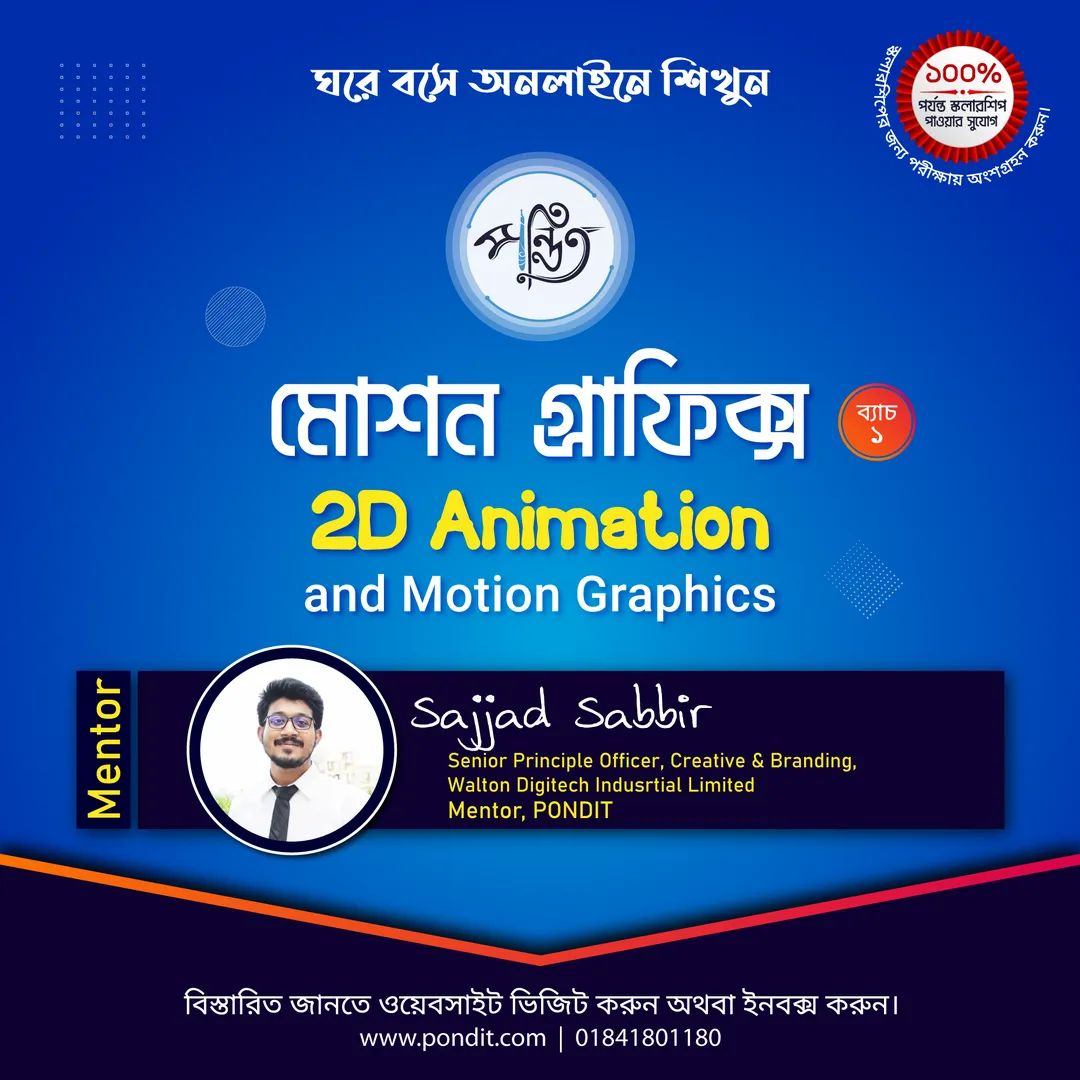 ঘরে বসে অনলাইনে শিখুন
১০০%
পর্যন্ত স্কলারশিপ
পাওয়ার সুযোগ
স্কলারশিপের জন্য পরীক্ষায় অংশগ্রহন করুন।
পন্ডিত
মোশন গ্রাফিক্স
ব্যাচ
১
2D Animation
and Motion Graphics
Mentor
Sajjad Sabbir
Senior Principle Officer, Creative & Branding,
Walton Digitech Indusrtial Limited
Mentor, PONDIT
বিস্তারিত জানতে ওয়েবসাইট ভিজিট করুন অথবা ইনবক্স করুন।
www.pondit.com | 01841801180